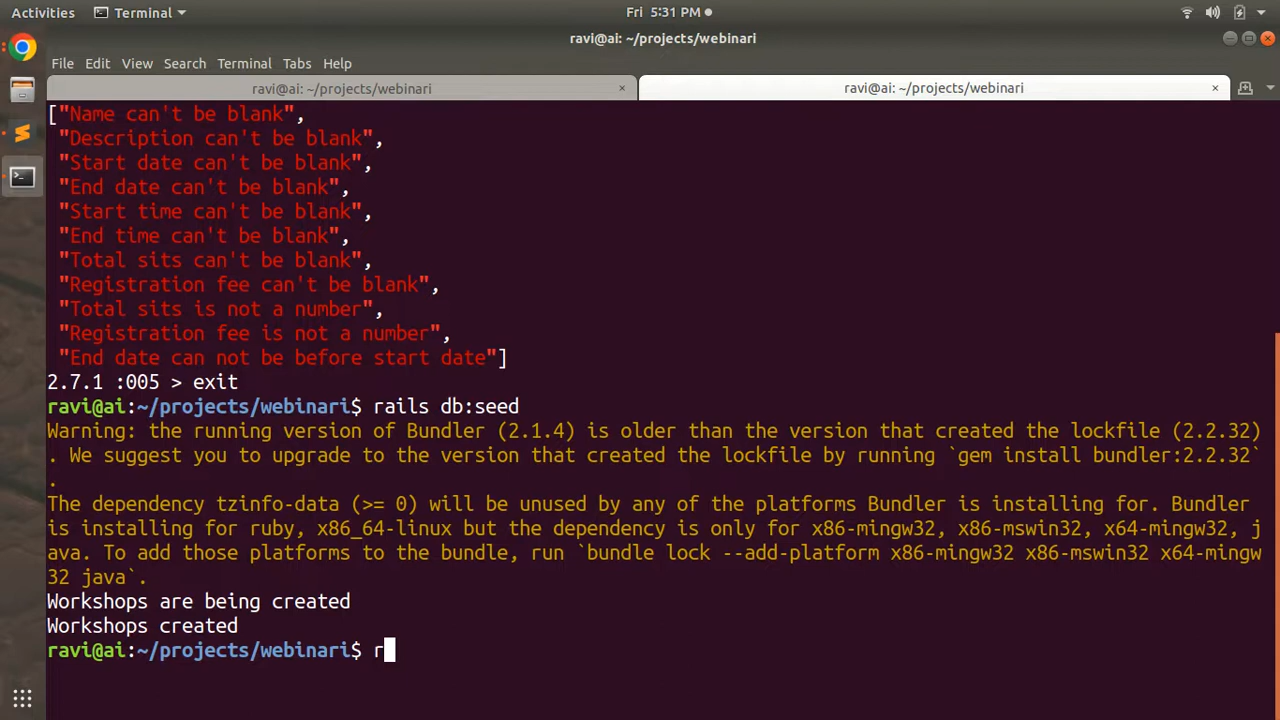 Activities Terminal Fri 5:31 PM
ravi@ai: ~/projects/webinari
File Edit View Search Terminal Tabs Help
ravi@ai: ~/projects/webinari × ravi@ai: ~/projects/webinari ×
["Name can't be blank",
"Description can't be blank",
"Start date can't be blank",
"End date can't be blank",
"Start time can't be blank",
"End time can't be blank",
"Total sits can't be blank",
"Registration fee can't be blank",
"Total sits is not a number",
"Registration fee is not a number",
"End date can not be before start date"]
2.7.1 :005 > exit
ravi@ai:~/projects/webinari$ rails db:seed
Warning: the running version of Bundler (2.1.4) is older than the version that created the lockfile (2.2.32)
. We suggest you to upgrade to the version that created the lockfile by running `gem install bundler:2.2.32`
.
The dependency tzinfo-data (>= 0) will be unused by any of the platforms Bundler is installing for. Bundler
is installing for ruby, x86_64-linux but the dependency is only for x86-mingw32, x86-mswin32, x64-mingw32, j
ava. To add those platforms to the bundle, run `bundle lock --add-platform x86-mingw32 x86-mswin32 x64-mingw
32 java`.
Workshops are being created
Workshops created
ravi@ai:~/projects/webinari$ r